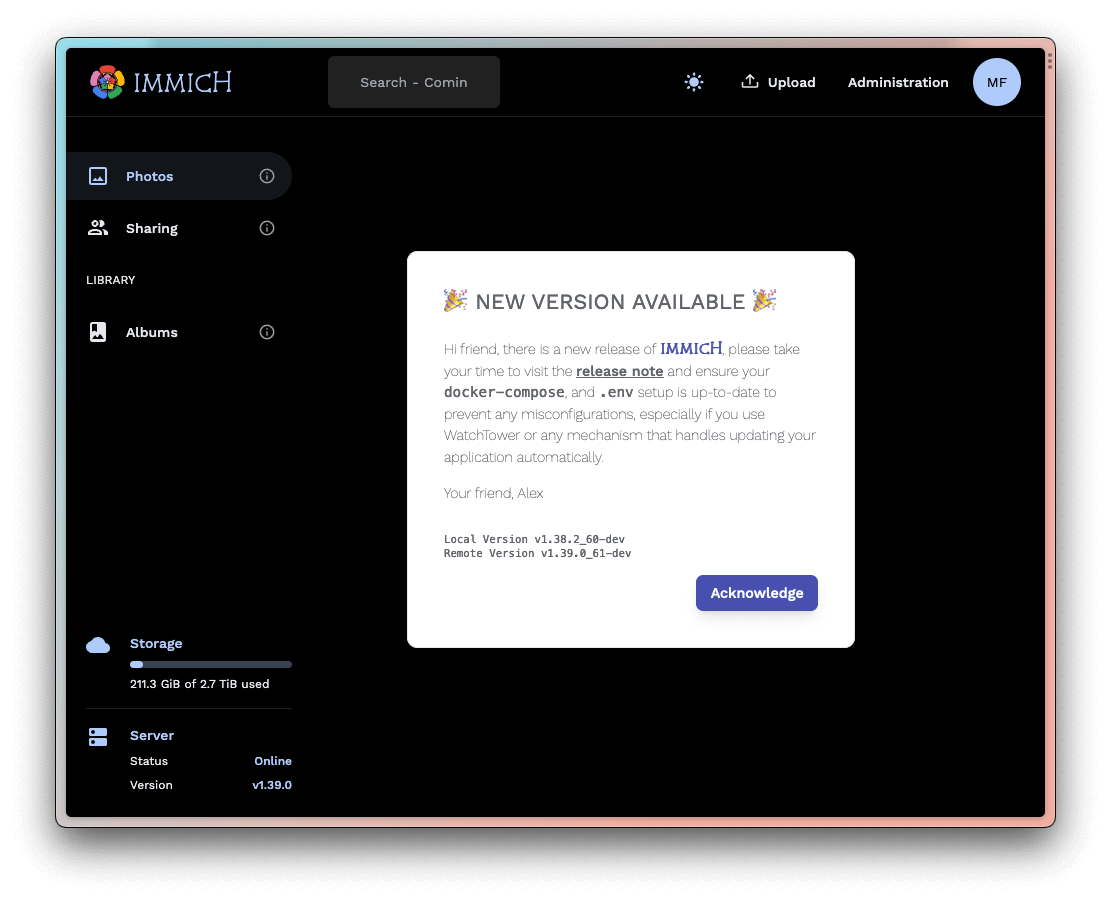 IMMICH
Search - Comin
Upload
Administration
MF
Photos
Sharing
LIBRARY
Albums
🎉 NEW VERSION AVAILABLE 🎉
Hi friend, there is a new release of IMMICH, please take
your time to visit the release note and ensure your
docker-compose, and .env setup is up-to-date to
prevent any misconfigurations, especially if you use
WatchTower or any mechanism that handles updating your
application automatically.
Your friend, Alex
Local Version v1.38.2_60-dev
Remote Version v1.39.0_61-dev
Acknowledge
Storage
211.3 GiB of 2.7 TiB used
Server
Status Online
Version v1.39.0